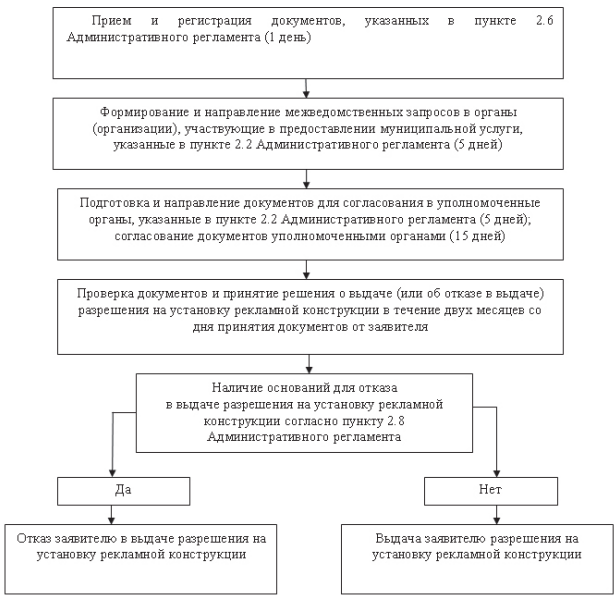 Прием и регистрация документов, указанных в пункте 2.6
Административного регламента (1 день)
Формирование и направление межведомственных запросов в органы
(организации), участвующие в предоставлении муниципальной услуги,
указанные в пункте 2.2 Административного регламента (5 дней)
Подготовка и направление документов для согласования в уполномоченные
органы, указанные в пункте 2.2 Административного регламента (5 дней);
согласование документов уполномоченными органами (15 дней)
Проверка документов и принятие решения о выдаче (или об отказе в выдаче)
разрешения на установку рекламной конструкции в течение двух месяцев со
дня принятия документов от заявителя
Наличие оснований для отказа
в выдаче разрешения на установку рекламной
конструкции согласно пункту 2.8
Административного регламента
Да
Нет
Отказ заявителю в выдаче разрешения на
установку рекламной конструкции
Выдача заявителю разрешения на
установку рекламной конструкции